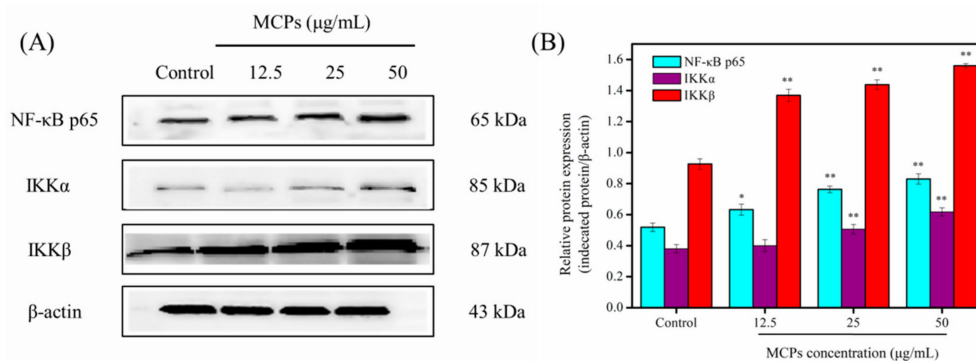 (A)
MCPs (μg/mL)
Control 12.5 25 50
NF-κB p65 65 kDa
IKKα 85 kDa
IKKβ 87 kDa
β-actin 43 kDa
(B)
NF-κB p65
IKKα
IKKβ
Relative protein expression
(indecated protein/β-actin)
1.6
1.4
1.2
1.0
0.8
0.6
0.4
0.2
0.0
** ** **
* ** **
** **
Control 12.5 25 50
MCPs concentration (μg/mL)